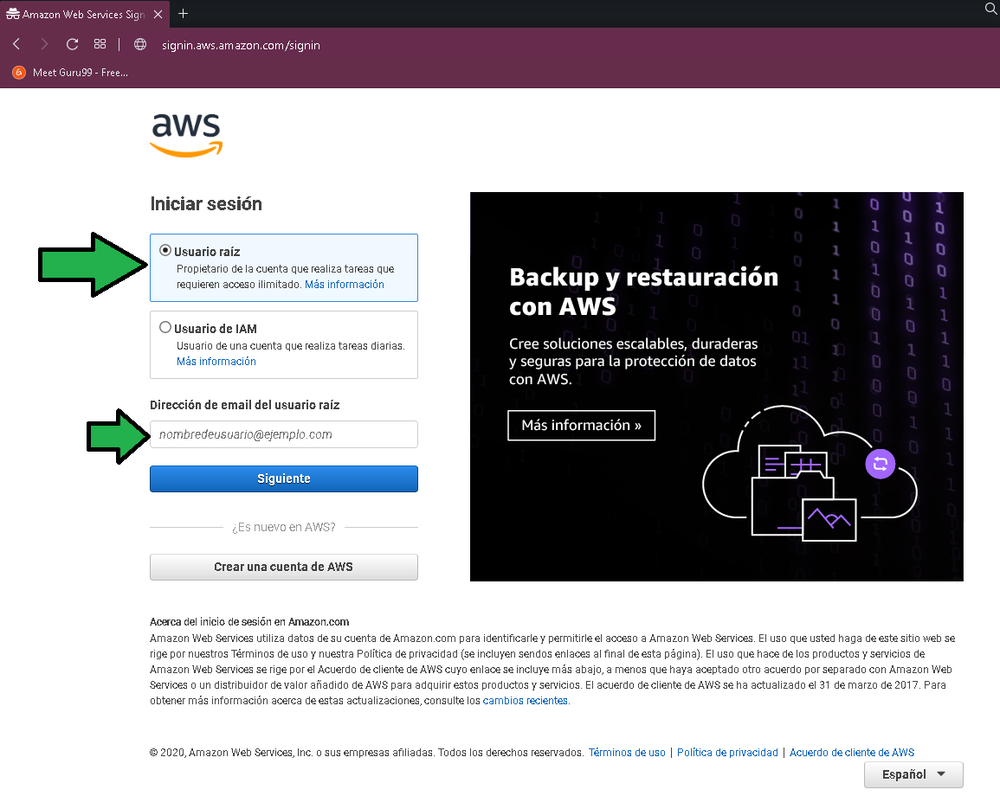 Amazon Web Services Sign
signin.aws.amazon.com/signin
Meet Guru99 - Free...
aws
Iniciar sesión
Usuario raíz
Propietario de la cuenta que realiza tareas que
requieren acceso ilimitado. Más información
Usuario de IAM
Usuario de una cuenta que realiza tareas diarias.
Más información
Dirección de email del usuario raíz
nombredeusuario@ejemplo.com
Siguiente
¿Es nuevo en AWS?
Crear una cuenta de AWS
Backup y restauración
con AWS
Cree soluciones escalables, duraderas
y seguras para la protección de datos
con AWS.
Más información »
Acerca del inicio de sesión en Amazon.com
Amazon Web Services utiliza datos de su cuenta de Amazon.com para identificarle y permitirle el acceso a Amazon Web Services. El uso que usted haga de este sitio web se
rige por nuestros Términos de uso y nuestra Política de privacidad (se incluyen sendos enlaces al final de esta página). El uso que hace de los productos y servicios de
Amazon Web Services se rige por el Acuerdo de cliente de AWS cuyo enlace se incluye más abajo, a menos que haya aceptado otro acuerdo por separado con Amazon Web
Services o un distribuidor de valor añadido de AWS para adquirir estos productos y servicios. El acuerdo de cliente de AWS se ha actualizado el 31 de marzo de 2017. Para
obtener más información acerca de estas actualizaciones, consulte los cambios recientes.
© 2020, Amazon Web Services, Inc. o sus empresas afiliadas. Todos los derechos reservados. Términos de uso | Política de privacidad | Acuerdo de cliente de AWS
Español